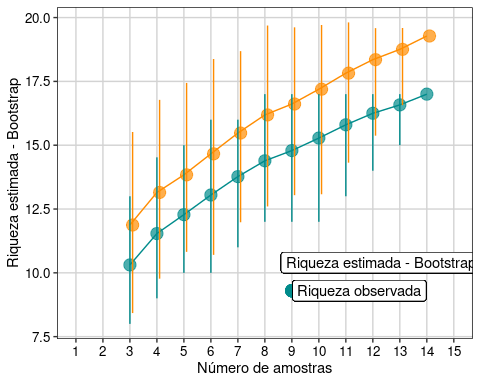 20.0
17.5
15.0
12.5
10.0
7.5
Riqueza estimada - Bootstrap
Riqueza estimada - Bootstrap
Riqueza observada
1 2 3 4 5 6 7 8 9 10 11 12 13 14 15
Número de amostras